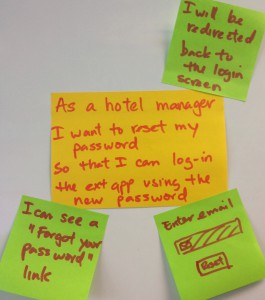 I will be
redirected
back to
the login
screen
As a hotel manager
I want to reset my
password
So that I can log-in
the ext app using the
new password
I can see a
"Forgot your
password"
link
Enter email
Reset